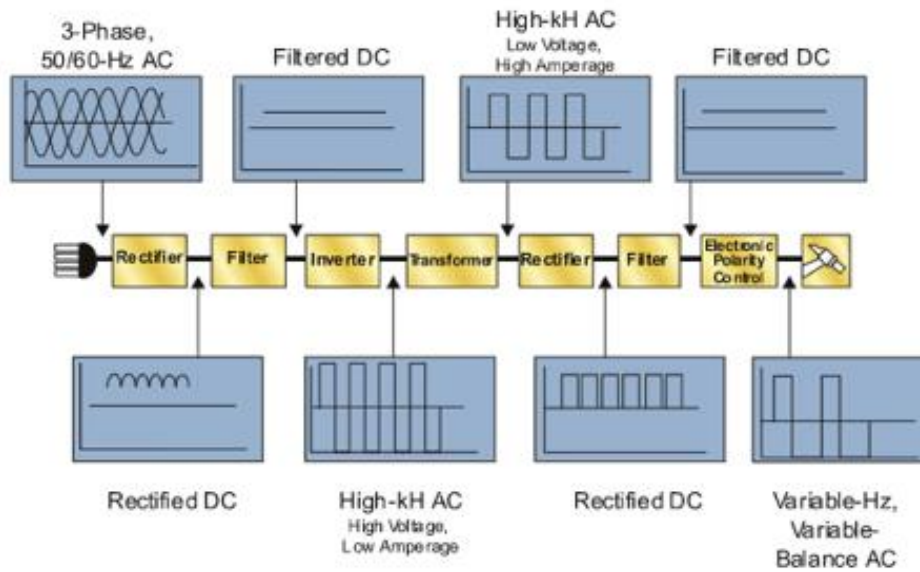 3-Phase,
50/60-Hz AC
Filtered DC
High-kH AC
Low Voltage,
High Amperage
Filtered DC
Rectifier
Filter
Inverter
Transformer
Rectifier
Filter
Electronic
Polarity
Control
Rectified DC
High-kH AC
High Voltage,
Low Amperage
Rectified DC
Variable-Hz,
Variable-
Balance AC